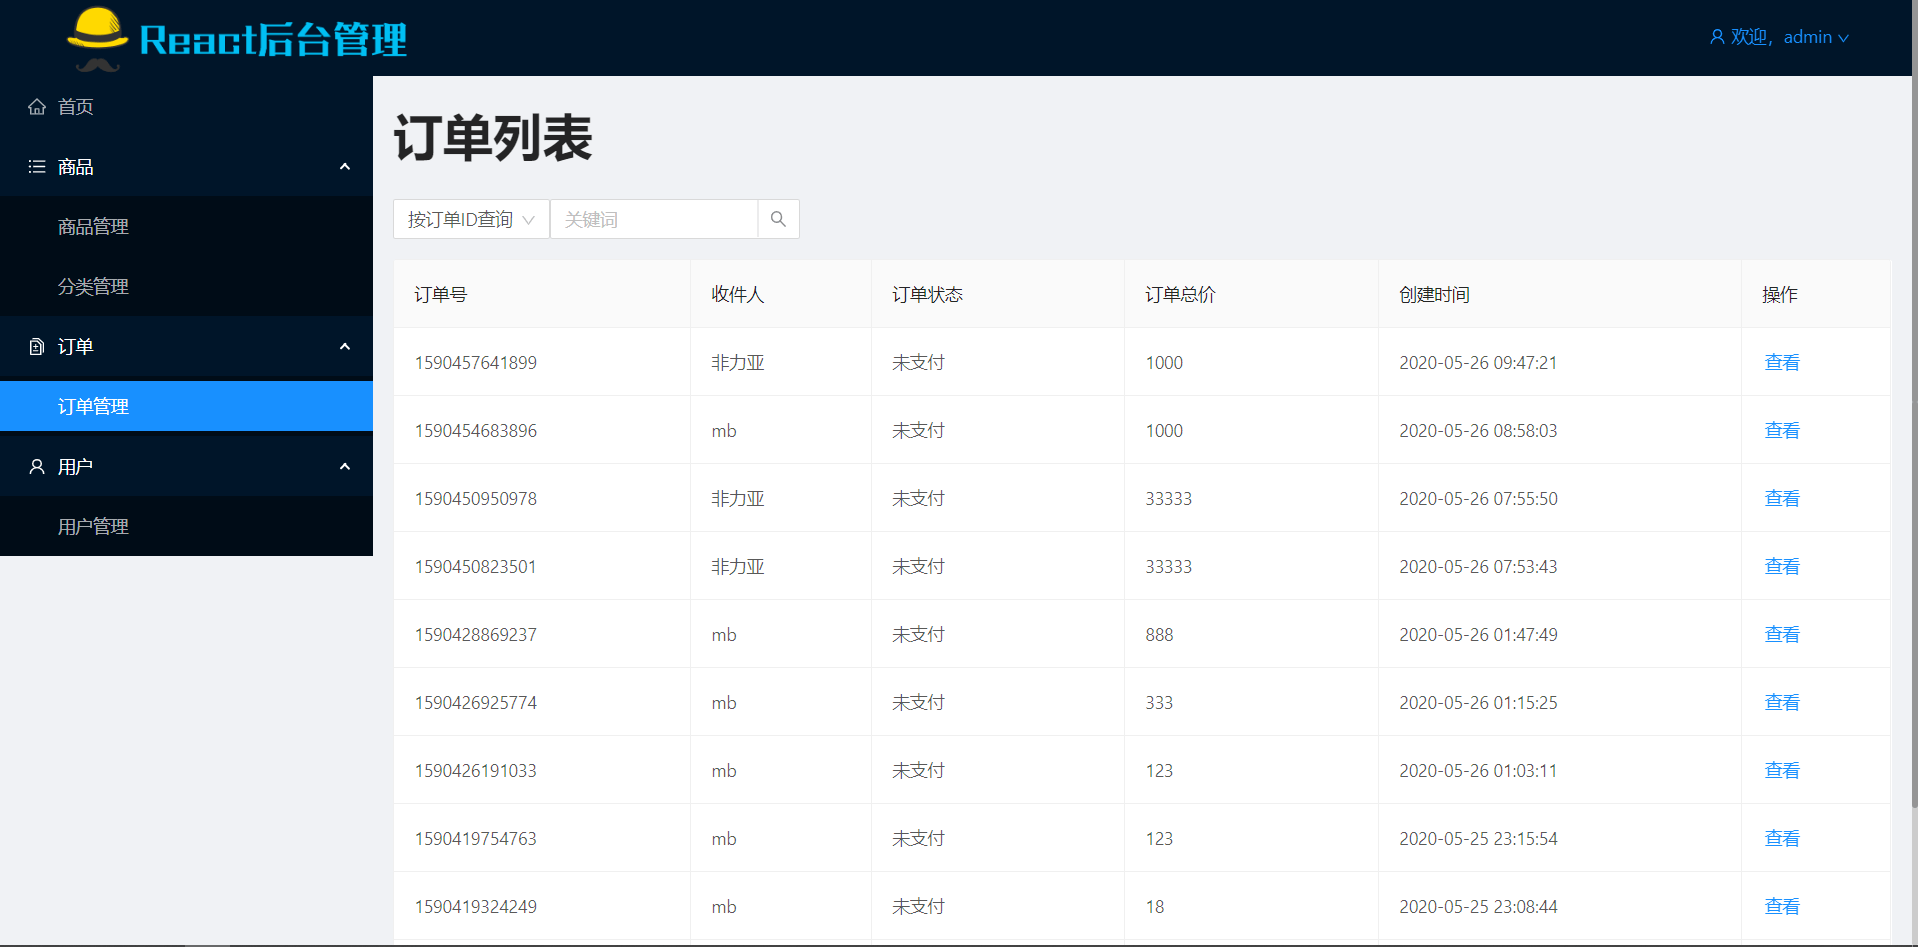 React后台管理
欢迎，admin
首页
商品
商品管理
分类管理
订单
订单管理
用户
用户管理
订单列表
按订单ID查询 关键词
订单号 收件人 订单状态 订单总价 创建时间 操作
1590457641899 非力亚 未支付 1000 2020-05-26 09:47:21 查看
1590454683896 mb 未支付 1000 2020-05-26 08:58:03 查看
1590450950978 非力亚 未支付 33333 2020-05-26 07:55:50 查看
1590450823501 非力亚 未支付 33333 2020-05-26 07:53:43 查看
1590428869237 mb 未支付 888 2020-05-26 01:47:49 查看
1590426925774 mb 未支付 333 2020-05-26 01:15:25 查看
1590426191033 mb 未支付 123 2020-05-26 01:03:11 查看
1590419754763 mb 未支付 123 2020-05-25 23:15:54 查看
1590419324249 mb 未支付 18 2020-05-25 23:08:44 查看